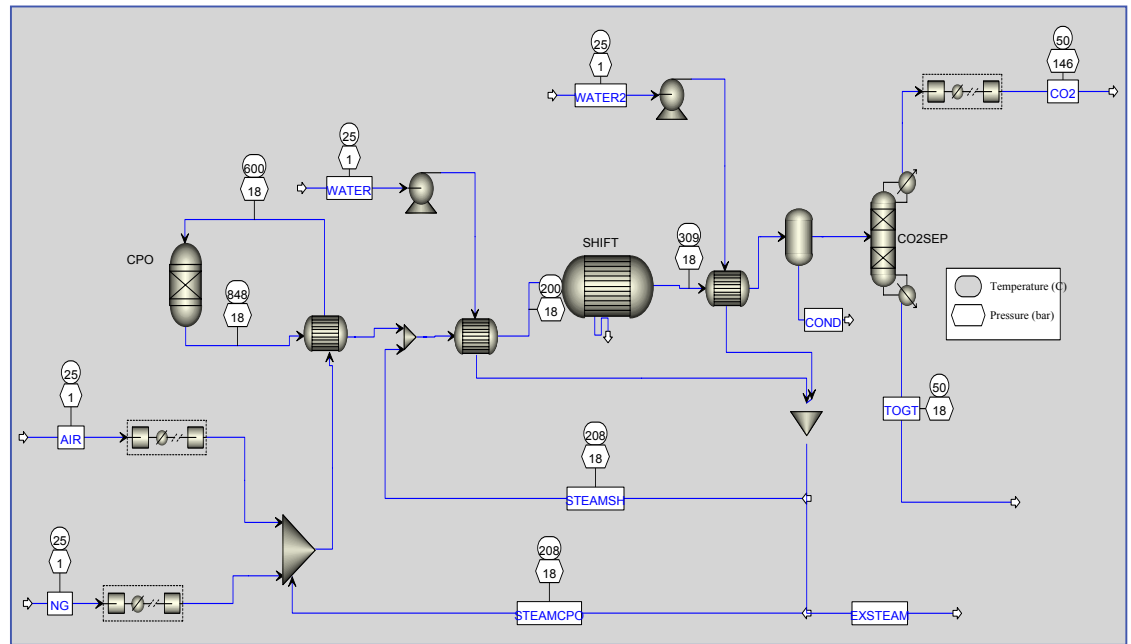 25
1
WATER2
50
146
CO2
25
1
WATER
600
18
CPO
SHIFT
309
18
CO2SEP
Temperature (C)
Pressure (bar)
848
18
200
18
COND
25
1
AIR
50
18
TOGT
208
18
STEAMSH
25
1
NG
208
18
STEAMCPO
EXSTEAM